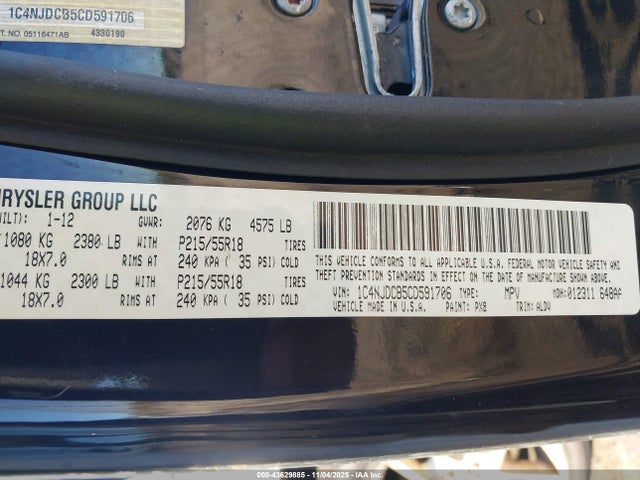 1C4NJDCB5CD591706
05116471AB 4330190
RYSLER GROUP LLC
1-12 GVWR: 2076 KG 4575 LB
1080 KG 2380 LB WITH P215/55R18 TIRES
18X7.0 RIMS AT 240 KPA ( 35 PSI) COLD
1044 KG 2300 LB WITH P215/55R18 TIRES
18X7.0 RIMS AT 240 KPA ( 35 PSI) COLD
THIS VEHICLE CONFORMS TO ALL APPLICABLE U.S.A. FEDERAL MOTOR VEHICLE SAFETY AND
THEFT PREVENTION STANDARDS IN EFFECT ON THE DATE OF MANUFACTURE SHOWN ABOVE.
VIN: 1C4NJDCB5CD591706 TYPE: MPV MDH: 012311 648AF
VEHICLE MADE IN U.S.A. PAINT: PX8 TRIM: ALDV
00-43629885 - 11/04/2025 - IAA Inc.